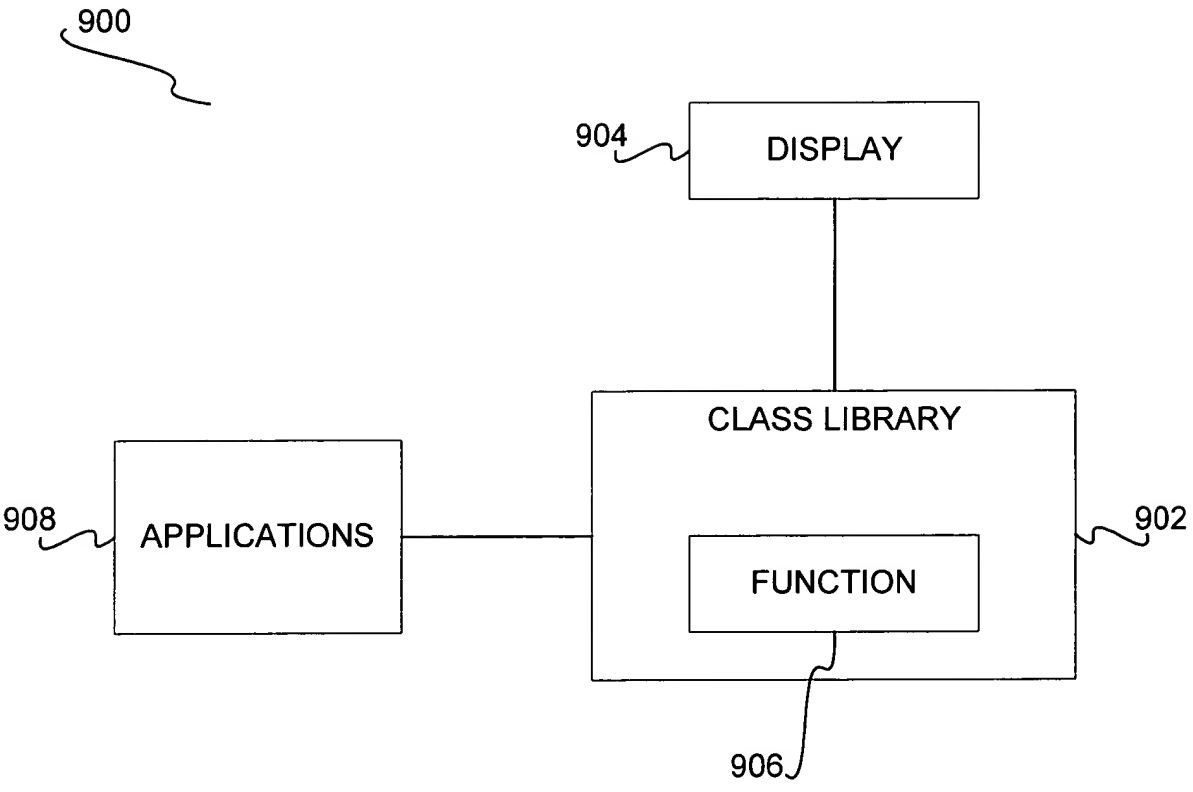 900
904
DISPLAY
CLASS LIBRARY
908
APPLICATIONS
902
FUNCTION
906